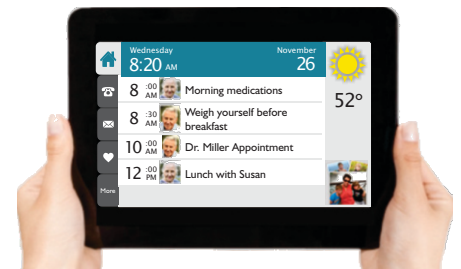 Wednesday November
8:20 AM 26
8 :00 AM Morning medications
8 :30 AM Weigh yourself before
breakfast
10 :00 AM Dr. Miller Appointment
12 :00 PM Lunch with Susan
52°
More